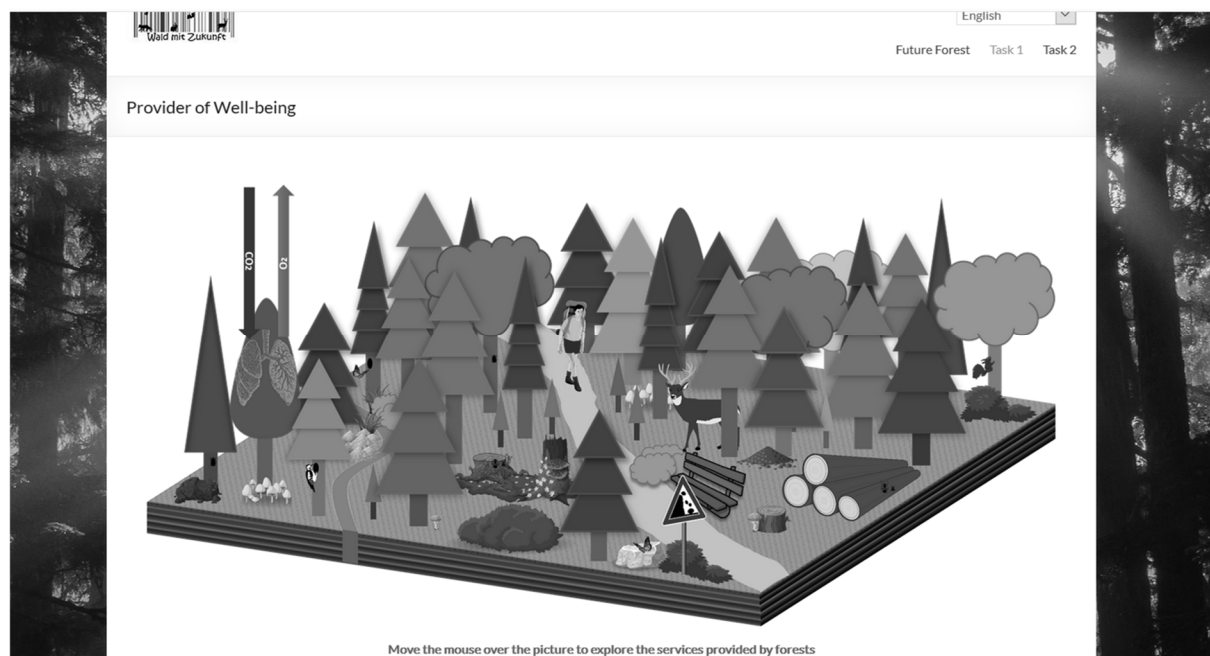 Wald mit Zukunft
English
Future Forest Task 1 Task 2
Provider of Well-being
CO₂
O₂
Move the mouse over the picture to explore the services provided by forests